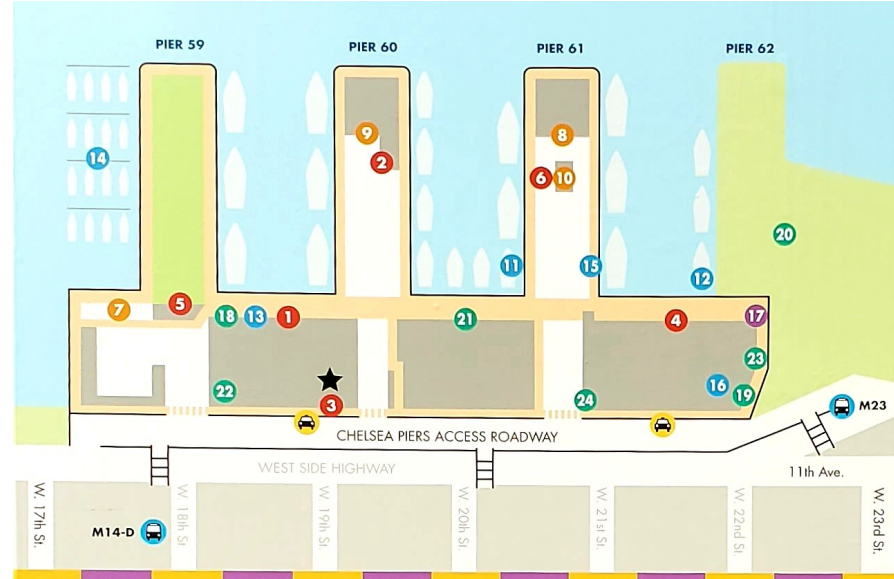 PIER 59
PIER 60
PIER 61
PIER 62
9
8
14
2
6
10
20
11
15
12
7
5
18
13
1
21
4
17
23
22
3
24
16
19
M23
CHELSEA PIERS ACCESS ROADWAY
WEST SIDE HIGHWAY
11th Ave.
W. 17th St.
W. 18th St.
W. 19th St.
W. 20th St.
W. 21st St.
W. 22nd St.
W. 23rd St.
M14-D